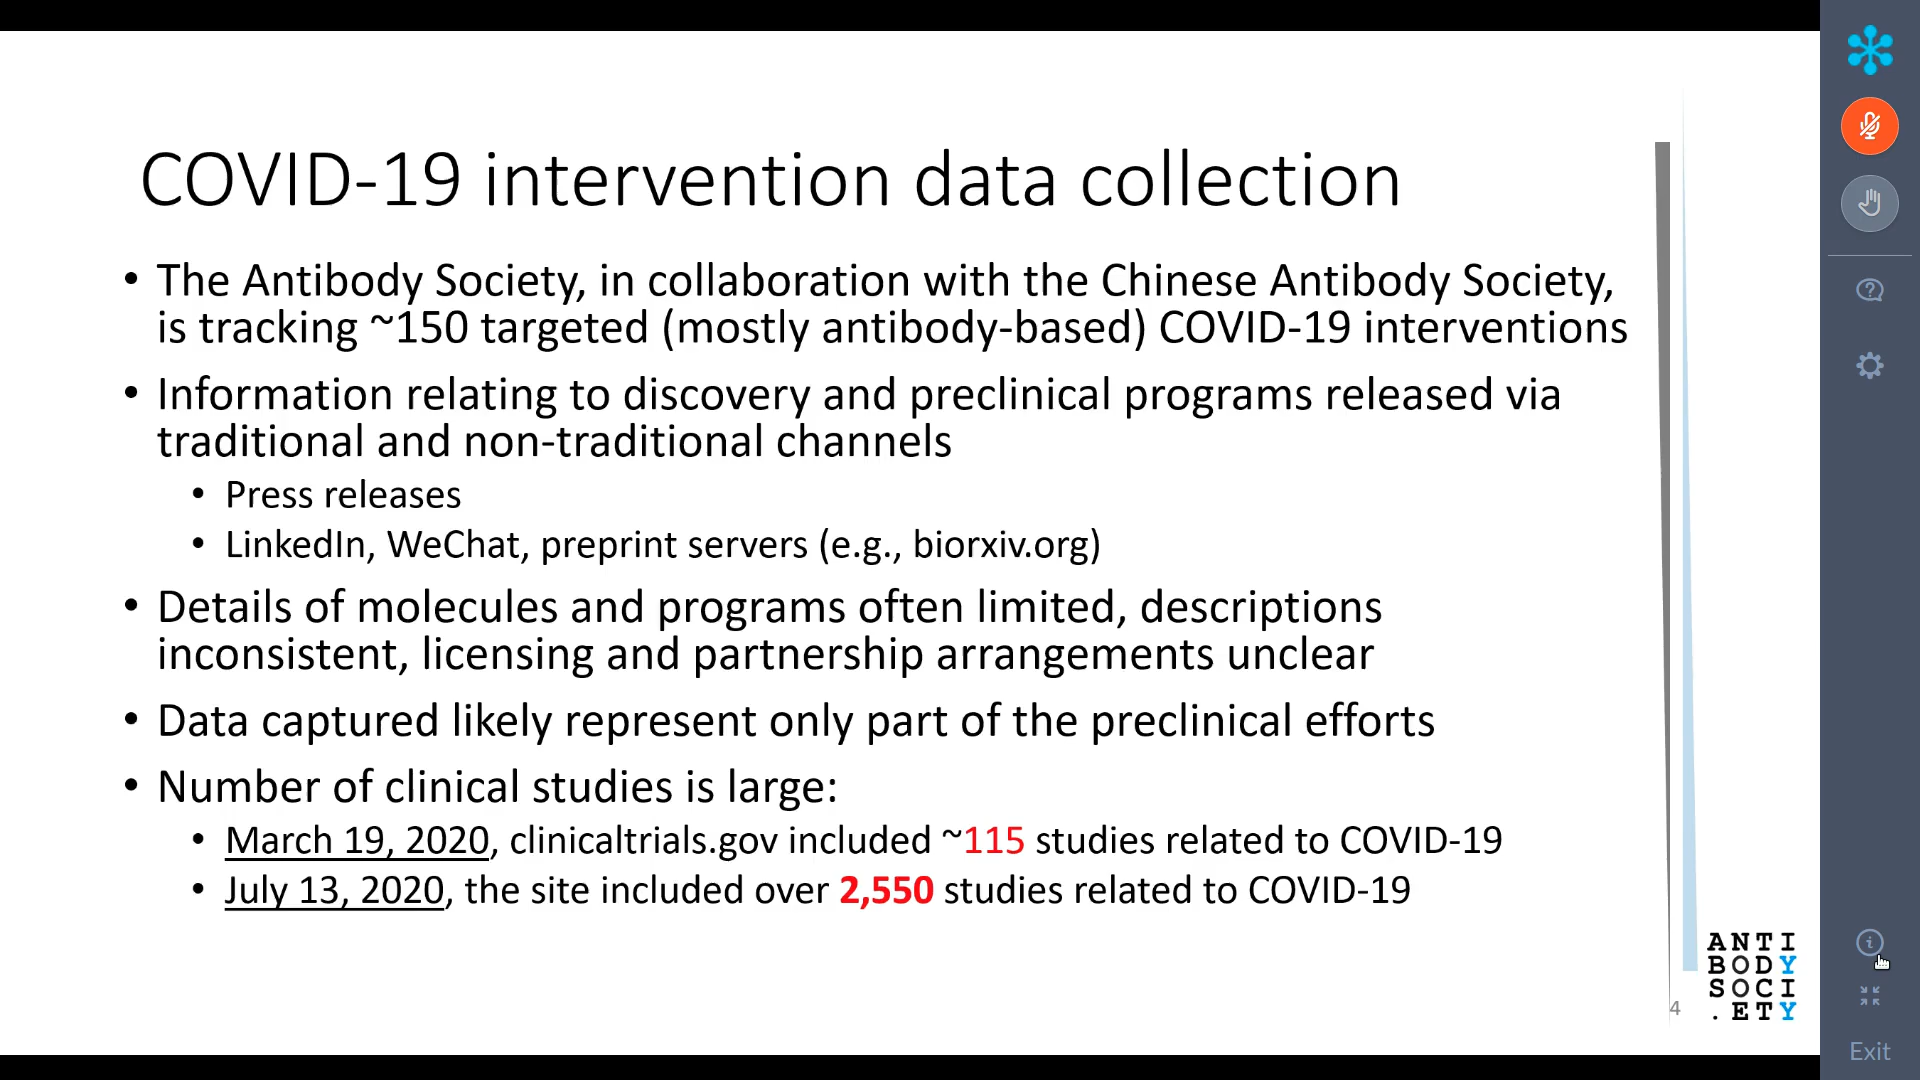 COVID-19 intervention data collection
• The Antibody Society, in collaboration with the Chinese Antibody Society,
is tracking ~150 targeted (mostly antibody-based) COVID-19 interventions
• Information relating to discovery and preclinical programs released via
traditional and non-traditional channels
• Press releases
• LinkedIn, WeChat, preprint servers (e.g., biorxiv.org)
• Details of molecules and programs often limited, descriptions
inconsistent, licensing and partnership arrangements unclear
• Data captured likely represent only part of the preclinical efforts
• Number of clinical studies is large:
• March 19, 2020, clinicaltrials.gov included ~115 studies related to COVID-19
• July 13, 2020, the site included over 2,550 studies related to COVID-19
4
ANTI
BODY
SOCI
.ETY
Exit